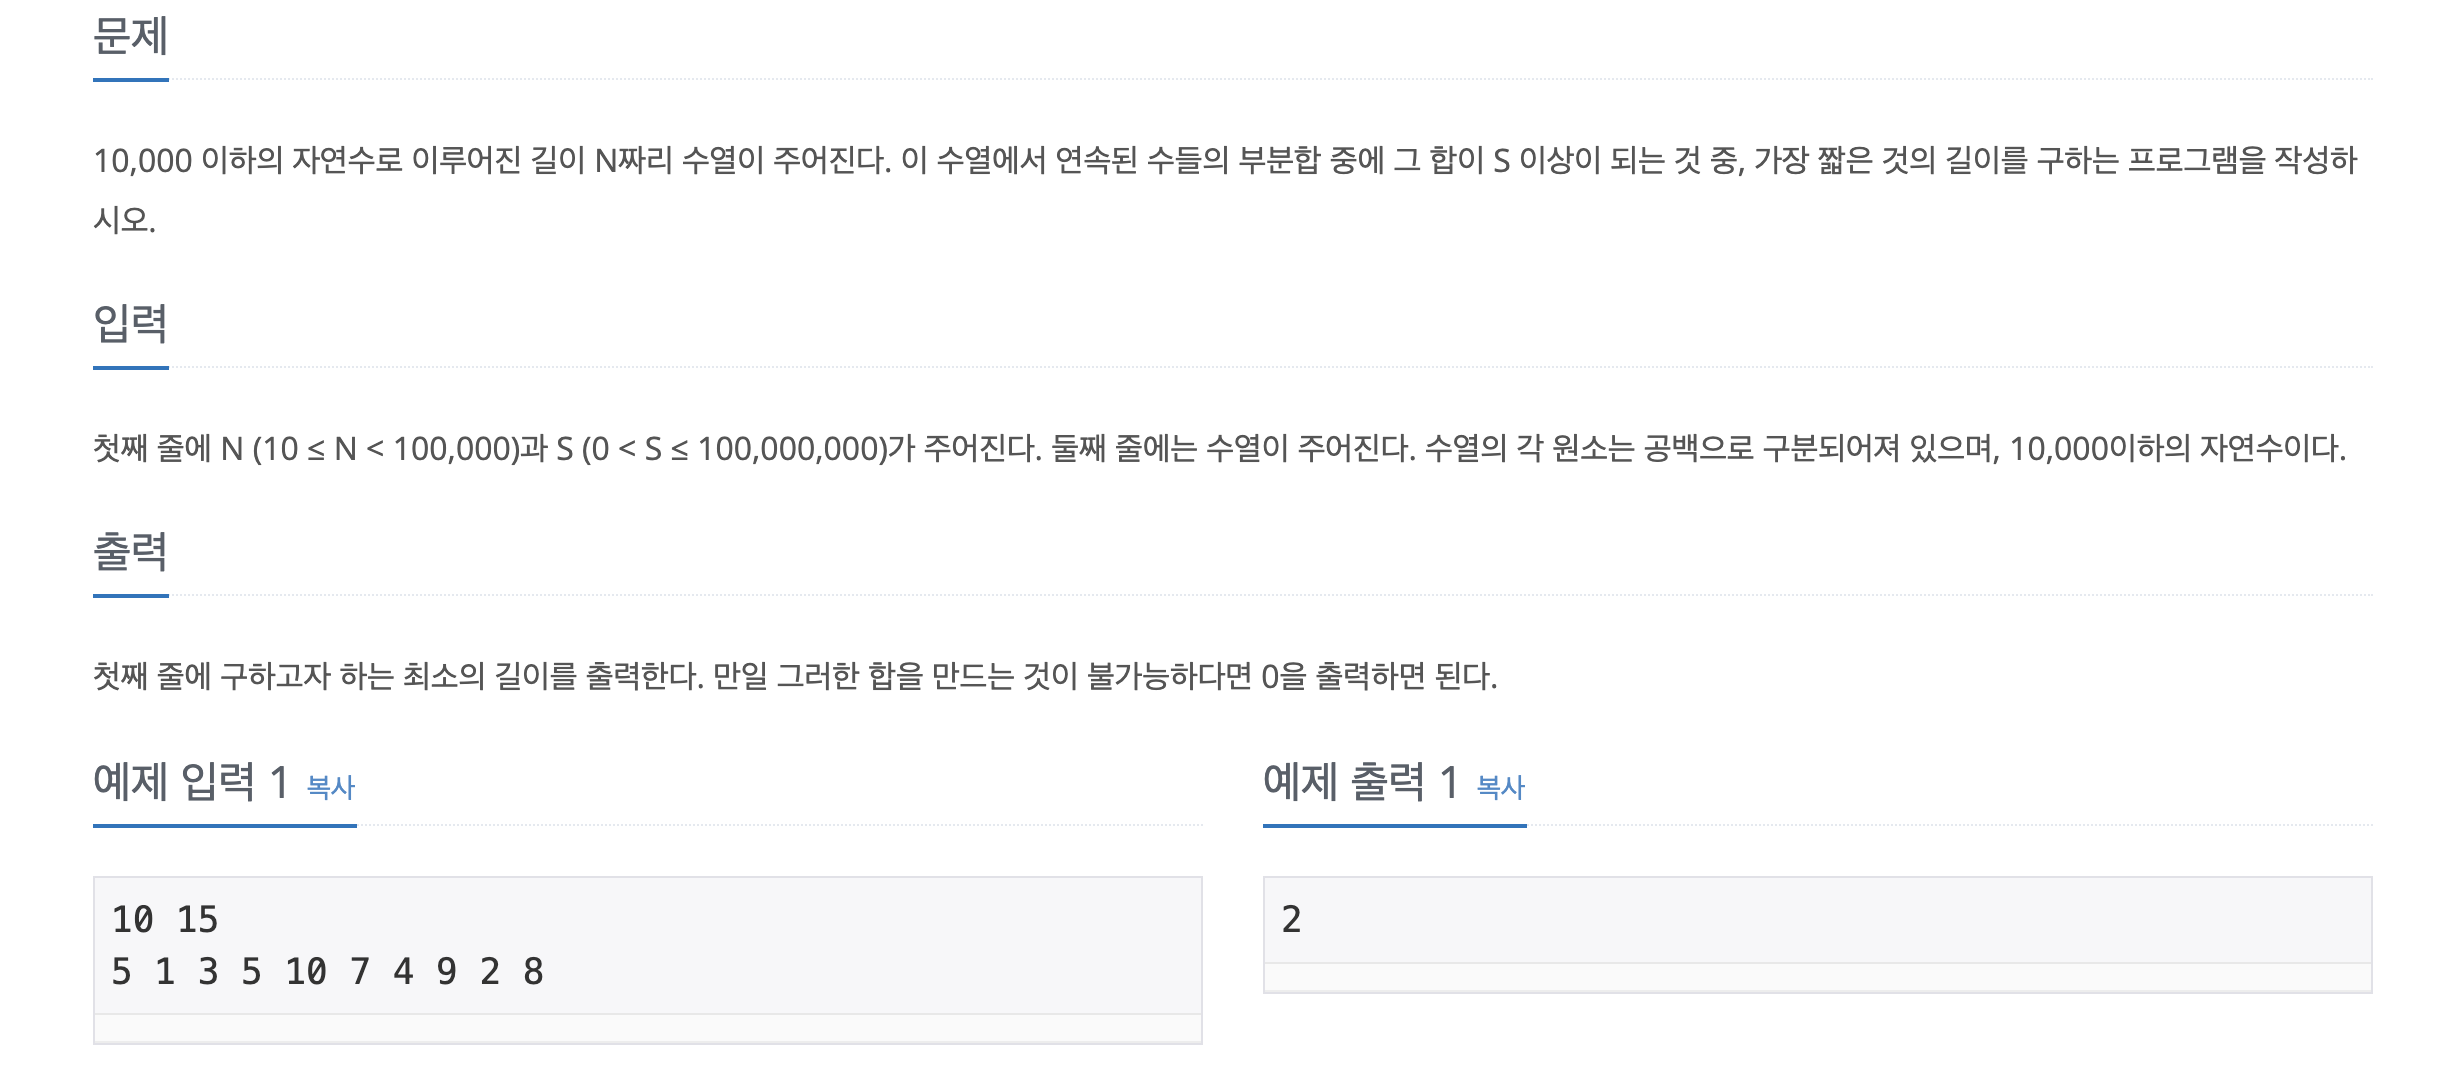 문제
10,000 이하의 자연수로 이루어진 길이 N짜리 수열이 주어진다. 이 수열에서 연속된 수들의 부분합 중에 그 합이 S 이상이 되는 것 중, 가장 짧은 것의 길이를 구하는 프로그램을 작성하
시오.
입력
첫째 줄에 N (10 ≤ N < 100,000)과 S (0 < S ≤ 100,000,000)가 주어진다. 둘째 줄에는 수열이 주어진다. 수열의 각 원소는 공백으로 구분되어져 있으며, 10,000이하의 자연수이다.
출력
첫째 줄에 구하고자 하는 최소의 길이를 출력한다. 만일 그러한 합을 만드는 것이 불가능하다면 0을 출력하면 된다.
예제 입력 1 복사
10 15
5 1 3 5 10 7 4 9 2 8
예제 출력 1 복사
2